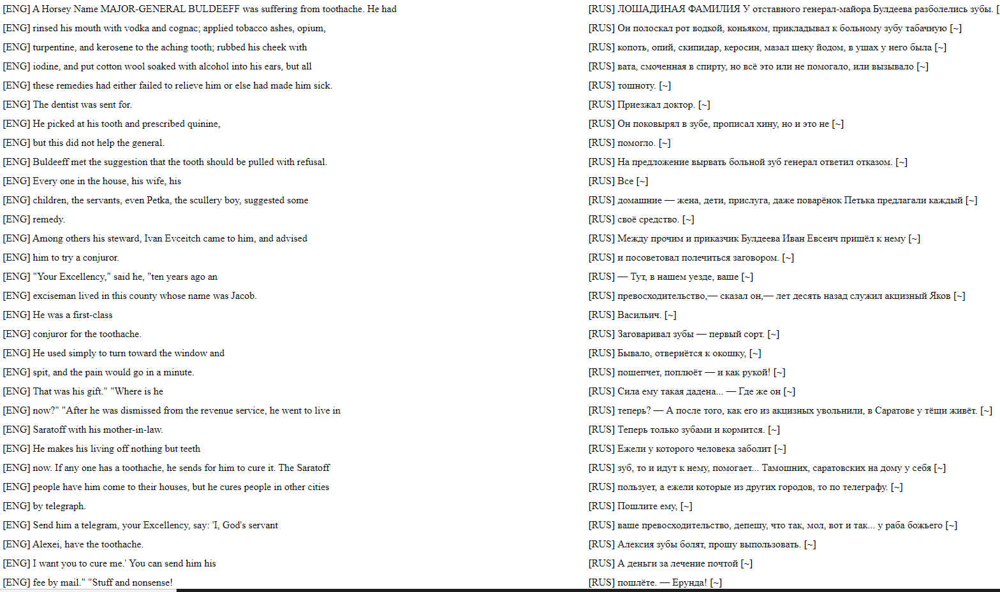 [ENG] A Horsey Name MAJOR-GENERAL BULDEEFF was suffering from toothache. He had
[RUS] ЛОШАДИНАЯ ФАМИЛИЯ У отставного генерал-майора Булдеева разболелись зубы. [
[ENG] rinsed his mouth with vodka and cognac; applied tobacco ashes, opium,
[RUS] Он полоскал рот водкой, коньяком, прикладывал к больному зубу табачную [~]
[ENG] turpentine, and kerosene to the aching tooth; rubbed his cheek with
[RUS] копоть, опий, скипидар, керосин, мазал щеку йодом, в ушах у него была [~]
[ENG] iodine, and put cotton wool soaked with alcohol into his ears, but all
[RUS] вата, смоченная в спирту, но всё это или не помогало, или вызывало [~]
[ENG] these remedies had either failed to relieve him or else had made him sick.
[RUS] тошноту. [~]
[ENG] The dentist was sent for.
[RUS] Приезжал доктор. [~]
[ENG] He picked at his tooth and prescribed quinine,
[RUS] Он поковырял в зубе, прописал хину, но и это не [~]
[ENG] but this did not help the general.
[RUS] помогло. [~]
[ENG] Buldeeff met the suggestion that the tooth should be pulled with refusal.
[RUS] На предложение вырвать больной зуб генерал ответил отказом. [~]
[ENG] Every one in the house, his wife, his
[RUS] Все [~]
[ENG] children, the servants, even Petka, the scullery boy, suggested some
[RUS] домашние — жена, дети, прислуга, даже поварёнок Петька предлагали каждый [~]
[ENG] remedy.
[RUS] своё средство. [~]
[ENG] Among others his steward, Ivan Evceitch came to him, and advised
[RUS] Между прочим и приказчик Булдеева Иван Евсеич пришёл к нему [~]
[ENG] him to try a conjuror.
[RUS] и посоветовал полечиться заговором. [~]
[ENG] "Your Excellency," said he, "ten years ago an
[RUS] — Тут, в нашем уезде, ваше [~]
[ENG] exciseman lived in this county whose name was Jacob.
[RUS] превосходительство,— сказал он,— лет десять назад служил акцизный Яков [~]
[ENG] He was a first-class
[RUS] Васильич. [~]
[ENG] conjuror for the toothache.
[RUS] Заговаривал зубы — первый сорт. [~]
[ENG] He used simply to turn toward the window and
[RUS] Бывало, отвернётся к окошку, [~]
[ENG] spit, and the pain would go in a minute.
[RUS] пошепчет, поплюёт — и как рукой! [~]
[ENG] That was his gift." "Where is he
[RUS] Сила ему такая дадена... — Где же он [~]
[ENG] now?" "After he was dismissed from the revenue service, he went to live in
[RUS] теперь? — А после того, как его из акцизных увольнили, в Саратове у тёщи живёт. [~]
[ENG] Saratoff with his mother-in-law.
[RUS] Теперь только зубами и кормится. [~]
[ENG] He makes his living off nothing but teeth
[RUS] Ежели у которого человека заболит [~]
[ENG] now. If any one has a toothache, he sends for him to cure it. The Saratoff
[RUS] зуб, то и идут к нему, помогает... Тамошних, саратовских на дому у себя [~]
[ENG] people have him come to their houses, but he cures people in other cities
[RUS] пользует, а ежели которые из других городов, то по телеграфу. [~]
[ENG] by telegraph.
[RUS] Пошлите ему, [~]
[ENG] Send him a telegram, your Excellency, say: 'I, God's servant
[RUS] ваше превосходительство, депешу, что так, мол, вот и так... у раба божьего [~]
[ENG] Alexei, have the toothache.
[RUS] Алексия зубы болят, прошу выпользовать. [~]
[ENG] I want you to cure me.' You can send him his
[RUS] А деньги за лечение почтой [~]
[ENG] fee by mail." "Stuff and nonsense!
[RUS] пошлёте. — Ерунда! [~]